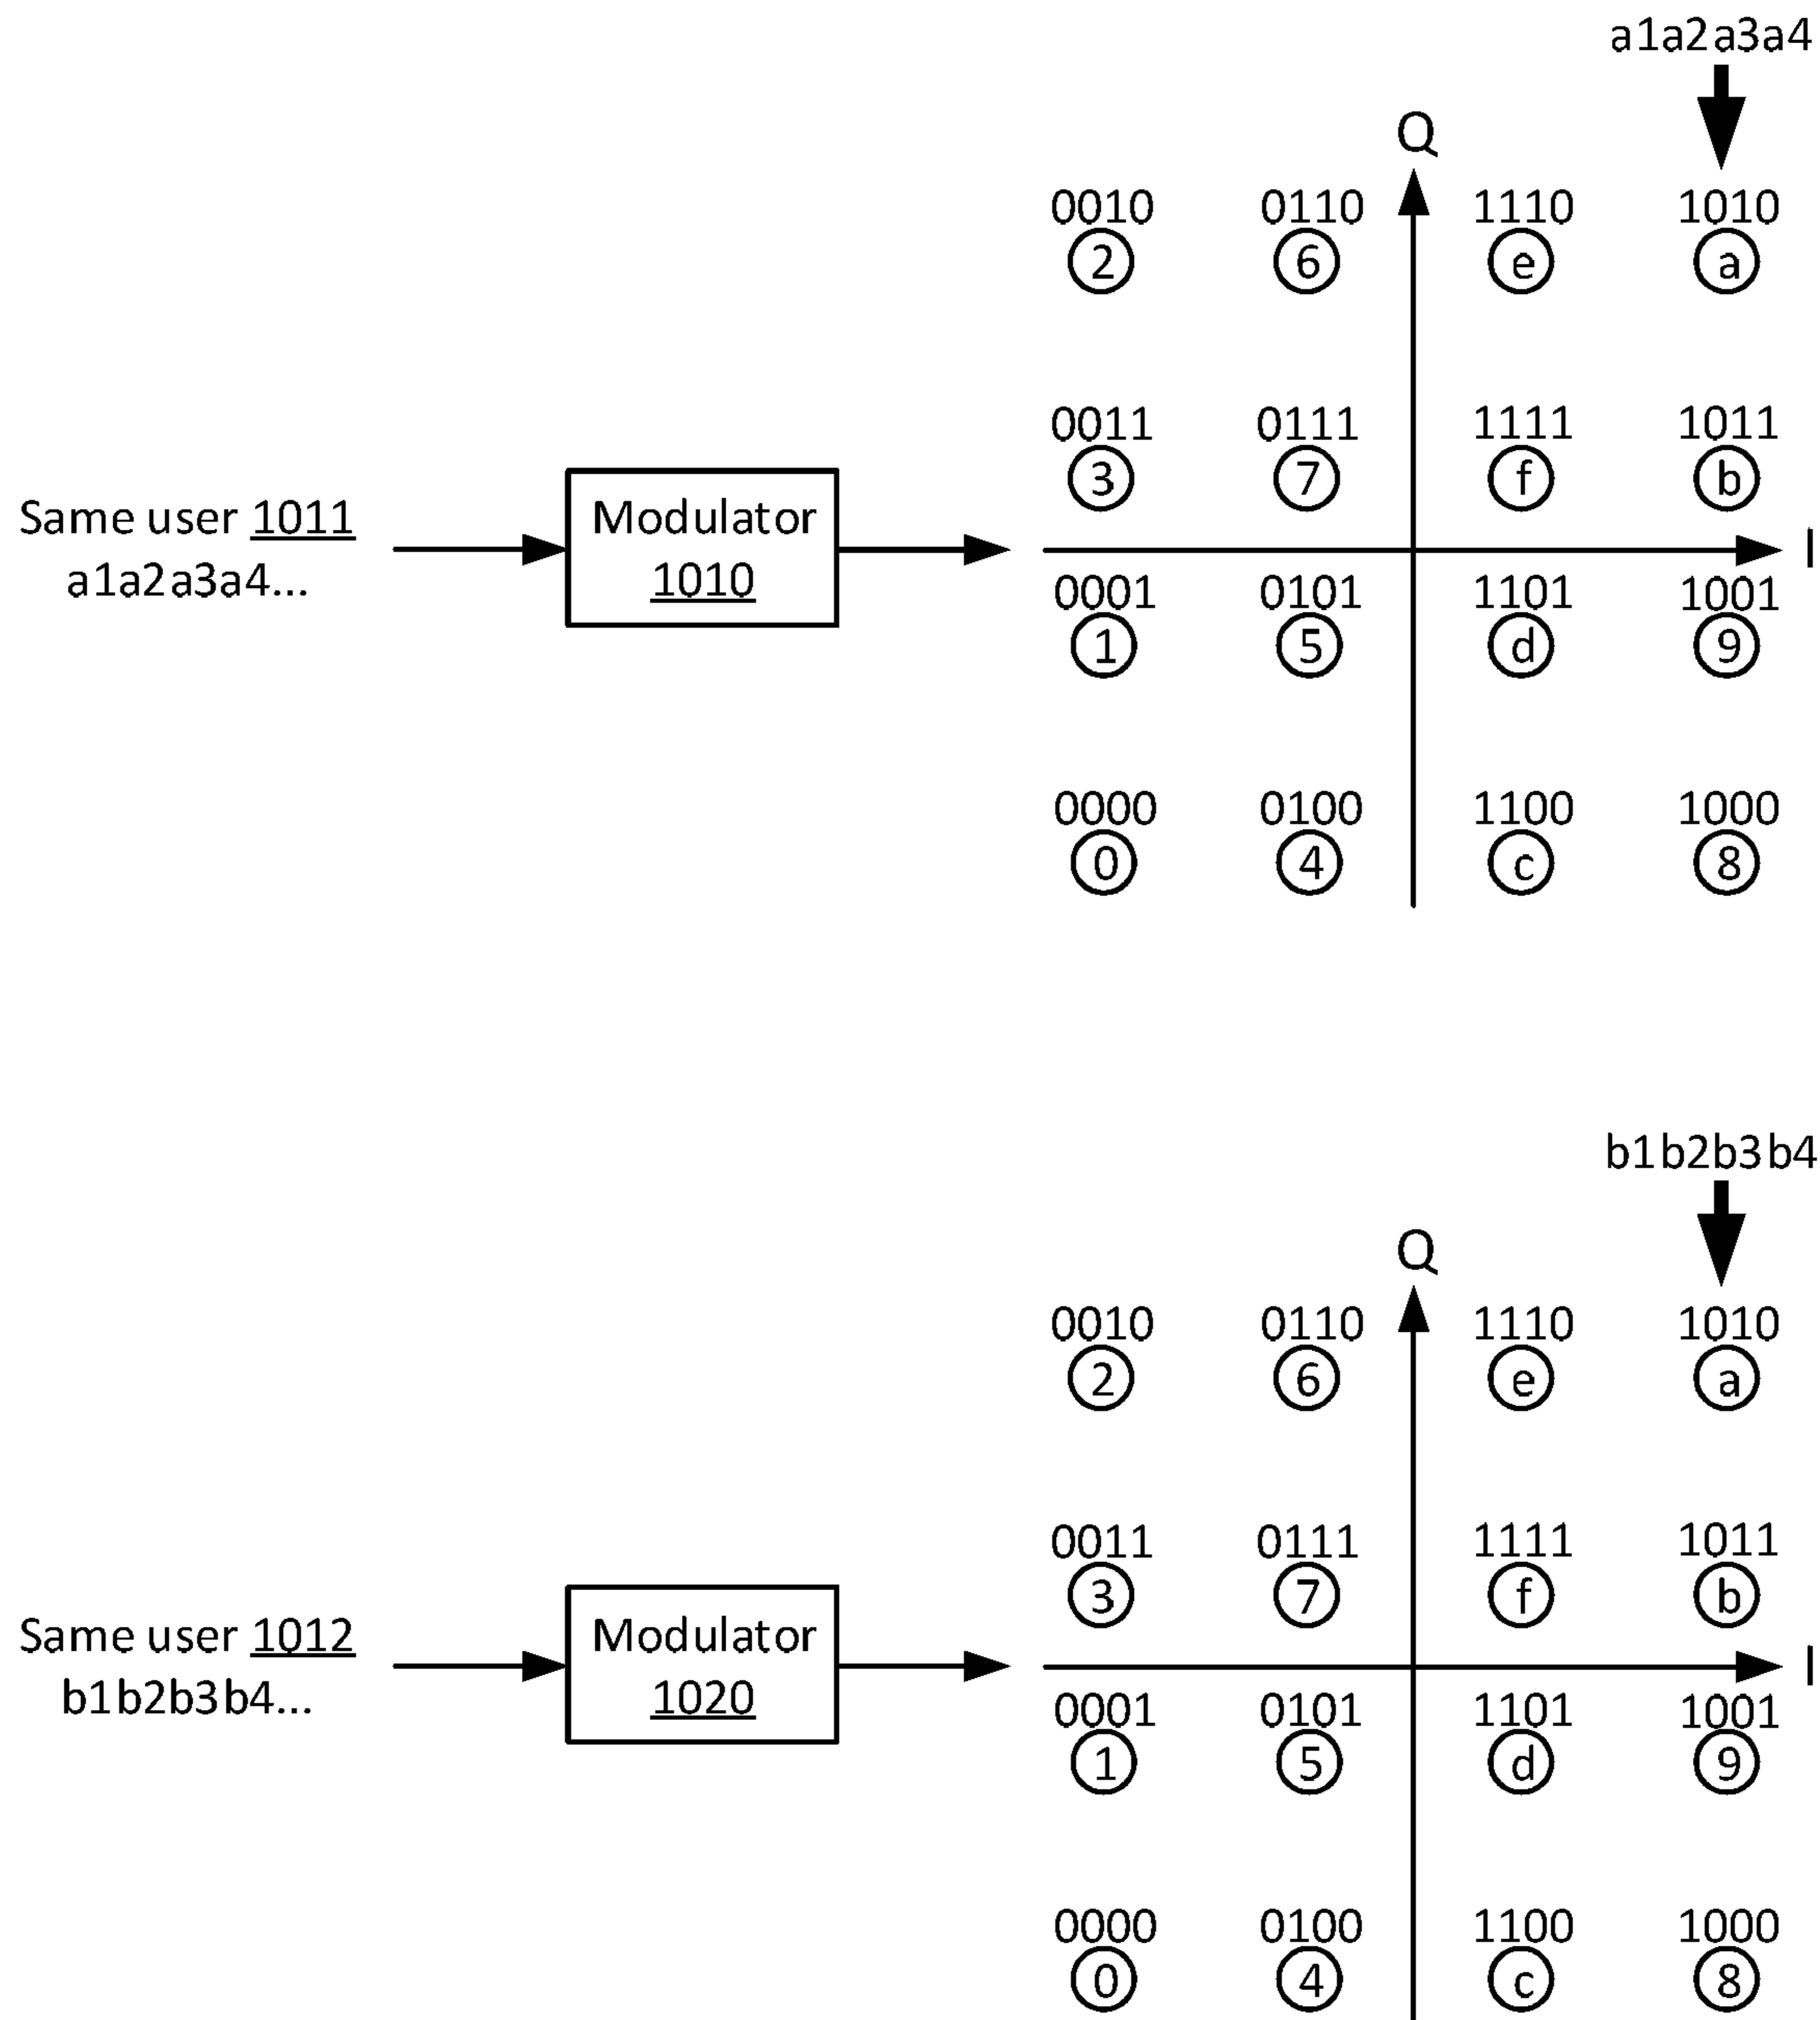 a1a2a3a4
Q
0010 0110 1110 1010
2 6 e a
0011 0111 1111 1011
3 7 f b
Same user 1011
a1a2a3a4...
Modulator
1010
I
0001 0101 1101 1001
1 5 d 9
0000 0100 1100 1000
0 4 c 8
b1b2b3b4
Q
0010 0110 1110 1010
2 6 e a
0011 0111 1111 1011
3 7 f b
Same user 1012
b1b2b3b4...
Modulator
1020
I
0001 0101 1101 1001
1 5 d 9
0000 0100 1100 1000
0 4 c 8